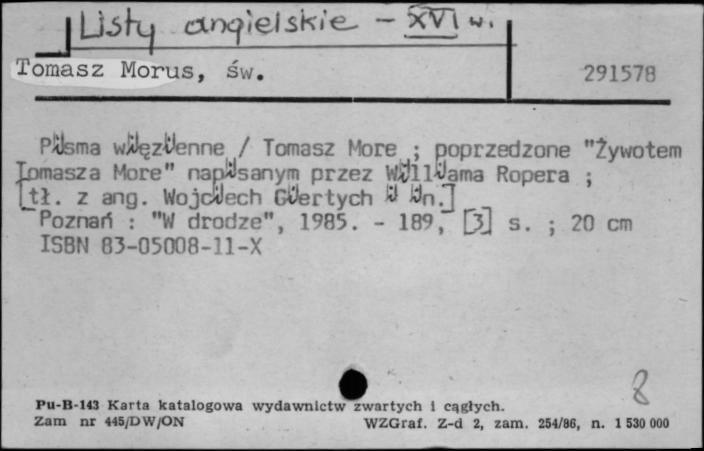 Listy angielskie - XVI w.
Tomasz Morus, św. 291578
Pisma więzienne / Tomasz More ; poprzedzone "Żywotem
Tomasza More" napisanym przez Williama Ropera ;
[tł. z ang. Wojciech Giertych i in.]
Poznań : "W drodze", 1985. - 189, [3] s. ; 20 cm
ISBN 83-05008-11-X
8
Pu-B-143 Karta katalogowa wydawnictw zwartych i cągłych.
Zam nr 445/DW/ON WZGraf. Z-d 2, zam. 254/86, n. 1 530 000